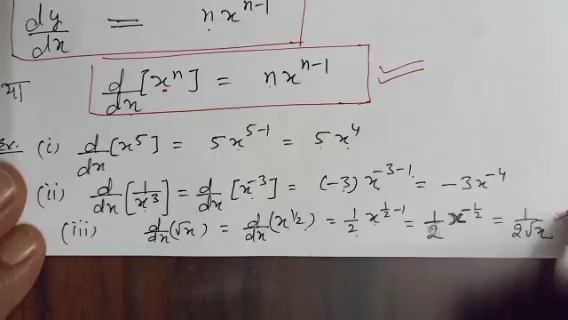 dy/dx = nx^(n-1)
या d/dx [x^n] = nx^(n-1)
Ex. (i) d/dx [x^5] = 5x^(5-1) = 5x^4
(ii) d/dx [1/x^3] = d/dx [x^-3] = (-3)x^(-3-1) = -3x^-4
(iii) d/dx (√x) = d/dx (x^(1/2)) = 1/2 x^(1/2-1) = 1/2 x^(-1/2) = 1/(2√x)